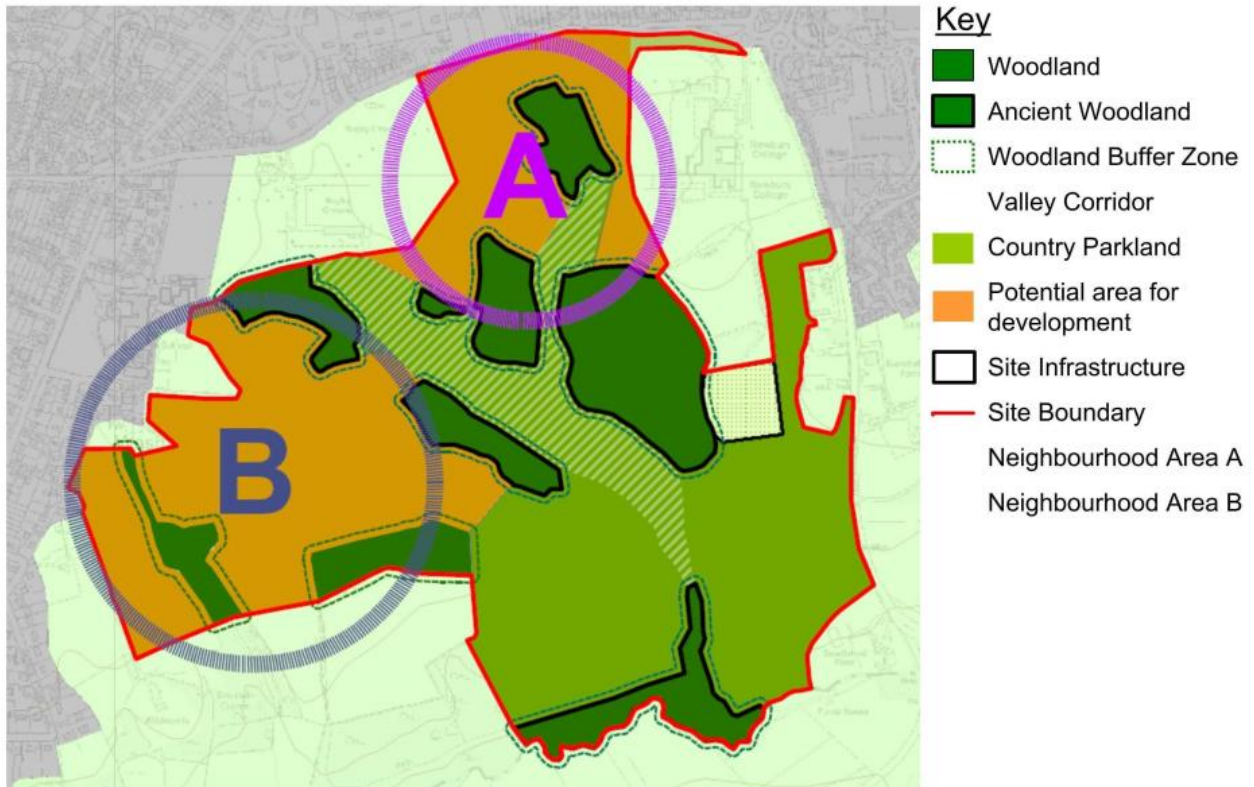 A
B
Key
Woodland
Ancient Woodland
Woodland Buffer Zone
Valley Corridor
Country Parkland
Potential area for
development
Site Infrastructure
Site Boundary
Neighbourhood Area A
Neighbourhood Area B